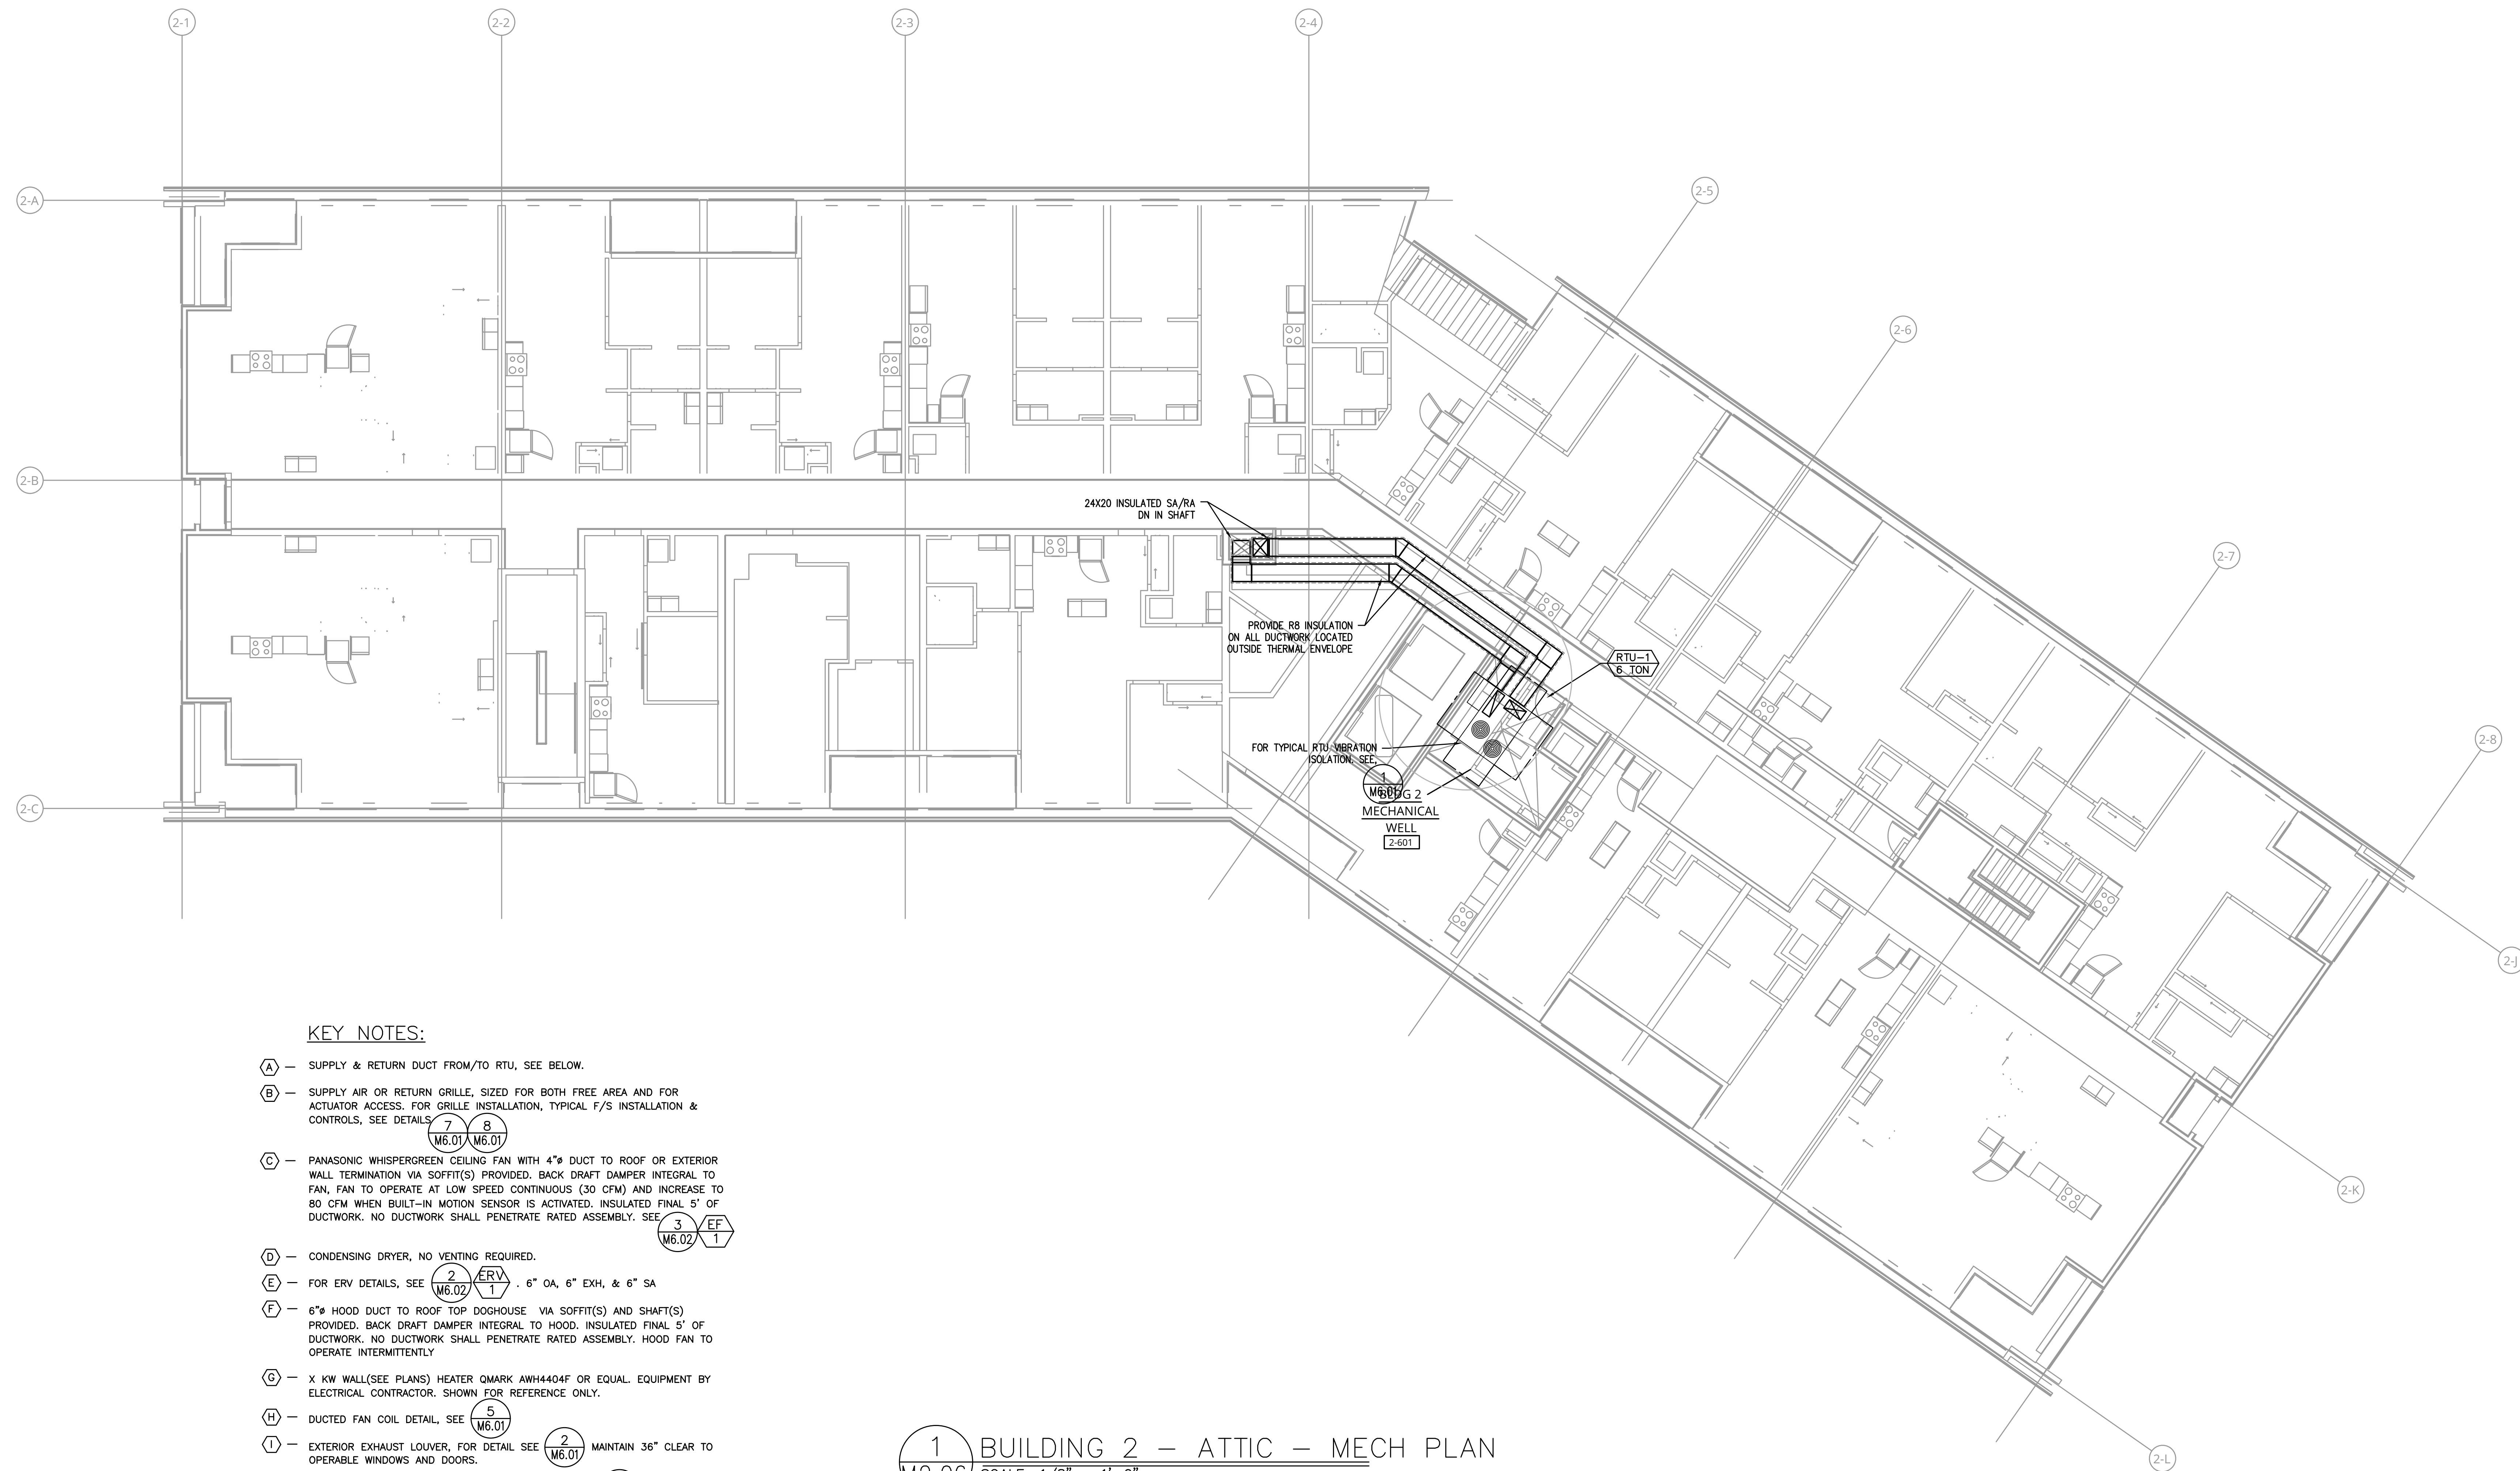 2-1
2-2
2-3
2-4
2-5
2-6
2-7
2-8
2-A
2-B
2-C
2-J
2-K
2-L
24X20 INSULATED SA/RA
DN IN SHAFT
PROVIDE R8 INSULATION
ON ALL DUCTWORK LOCATED
OUTSIDE THERMAL ENVELOPE
RTU-1
6 TON
FOR TYPICAL RTU VIBRATION
ISOLATION. SEE,
1
M6.01
BLDG 2
MECHANICAL
WELL
2-601
KEY NOTES:
A — SUPPLY & RETURN DUCT FROM/TO RTU, SEE BELOW.
B — SUPPLY AIR OR RETURN GRILLE, SIZED FOR BOTH FREE AREA AND FOR
ACTUATOR ACCESS. FOR GRILLE INSTALLATION, TYPICAL F/S INSTALLATION &
CONTROLS, SEE DETAILS
7 8
M6.01 M6.01
C — PANASONIC WHISPERGREEN CEILING FAN WITH 4"ø DUCT TO ROOF OR EXTERIOR
WALL TERMINATION VIA SOFFIT(S) PROVIDED. BACK DRAFT DAMPER INTEGRAL TO
FAN, FAN TO OPERATE AT LOW SPEED CONTINUOUS (30 CFM) AND INCREASE TO
80 CFM WHEN BUILT-IN MOTION SENSOR IS ACTIVATED. INSULATED FINAL 5' OF
DUCTWORK. NO DUCTWORK SHALL PENETRATE RATED ASSEMBLY. SEE
3 EF
M6.02 1
D — CONDENSING DRYER, NO VENTING REQUIRED.
E — FOR ERV DETAILS, SEE 2 M6.02 ERV 1 . 6" OA, 6" EXH, & 6" SA
F — 6"ø HOOD DUCT TO ROOF TOP DOGHOUSE VIA SOFFIT(S) AND SHAFT(S)
PROVIDED. BACK DRAFT DAMPER INTEGRAL TO HOOD. INSULATED FINAL 5' OF
DUCTWORK. NO DUCTWORK SHALL PENETRATE RATED ASSEMBLY. HOOD FAN TO
OPERATE INTERMITTENTLY
G — X KW WALL(SEE PLANS) HEATER QMARK AWH4404F OR EQUAL. EQUIPMENT BY
ELECTRICAL CONTRACTOR. SHOWN FOR REFERENCE ONLY.
H — DUCTED FAN COIL DETAIL, SEE 5 M6.01
I — EXTERIOR EXHAUST LOUVER, FOR DETAIL SEE 2 M6.01 MAINTAIN 36" CLEAR TO
OPERABLE WINDOWS AND DOORS.
1 BUILDING 2 — ATTIC — MECH PLAN